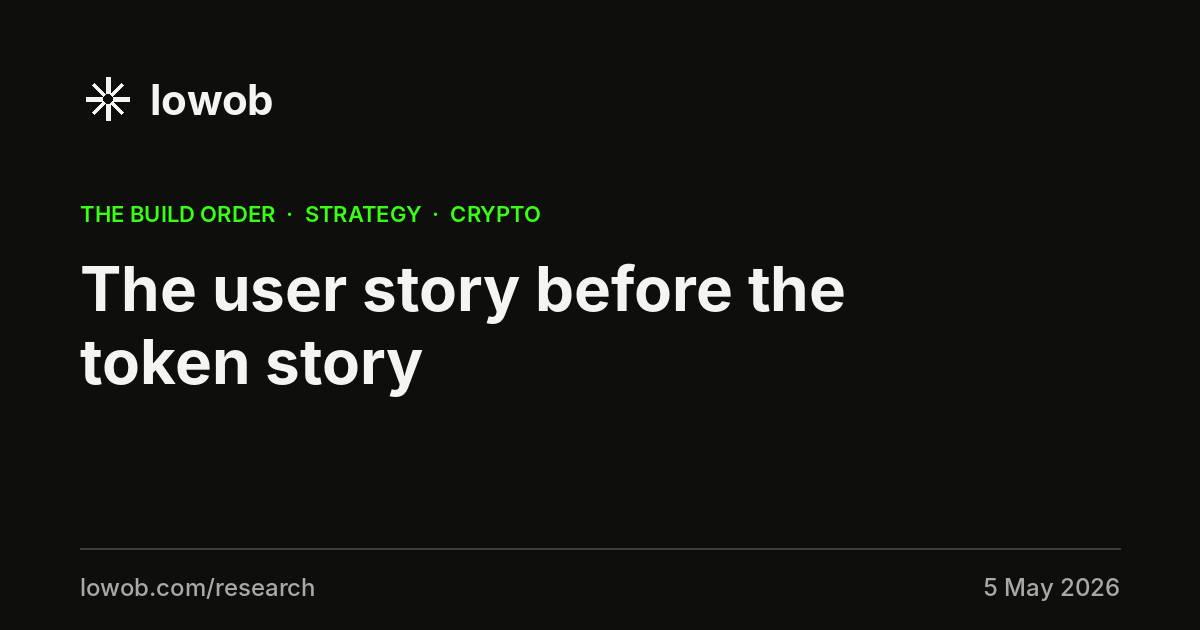 lowob
THE BUILD ORDER · STRATEGY · CRYPTO
The user story before the
token story
lowob.com/research
5 May 2026